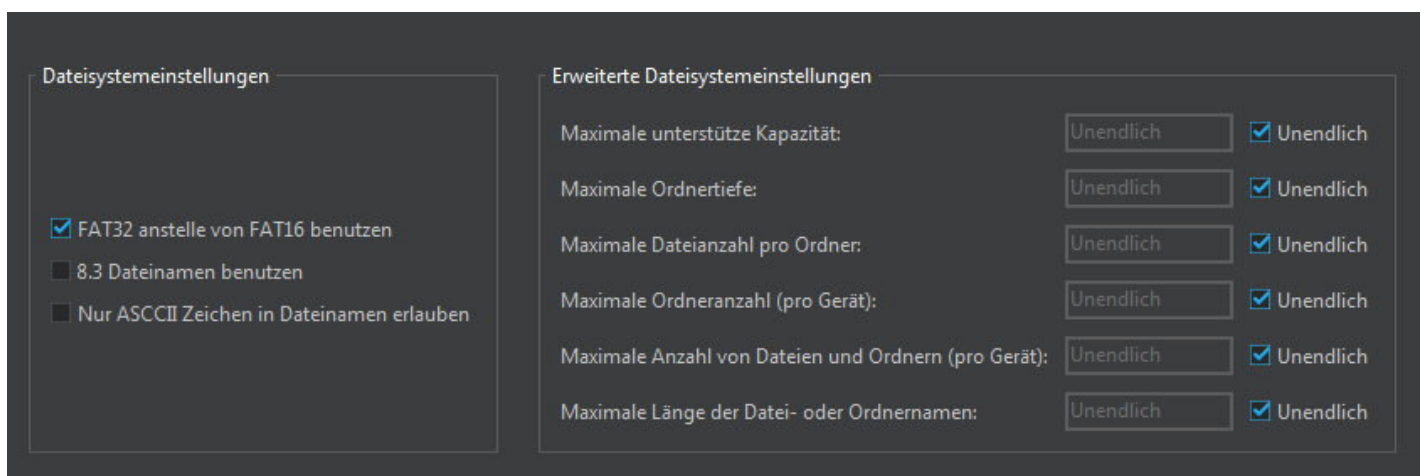 Dateisystemeinstellungen
FAT32 anstelle von FAT16 benutzen
8.3 Dateinamen benutzen
Nur ASCCII Zeichen in Dateinamen erlauben
Erweiterte Dateisystemeinstellungen
Maximale unterstütze Kapazität: Unendlich Unendlich
Maximale Ordnertiefe: Unendlich Unendlich
Maximale Dateianzahl pro Ordner: Unendlich Unendlich
Maximale Ordneranzahl (pro Gerät): Unendlich Unendlich
Maximale Anzahl von Dateien und Ordnern (pro Gerät): Unendlich Unendlich
Maximale Länge der Datei- oder Ordnernamen: Unendlich Unendlich